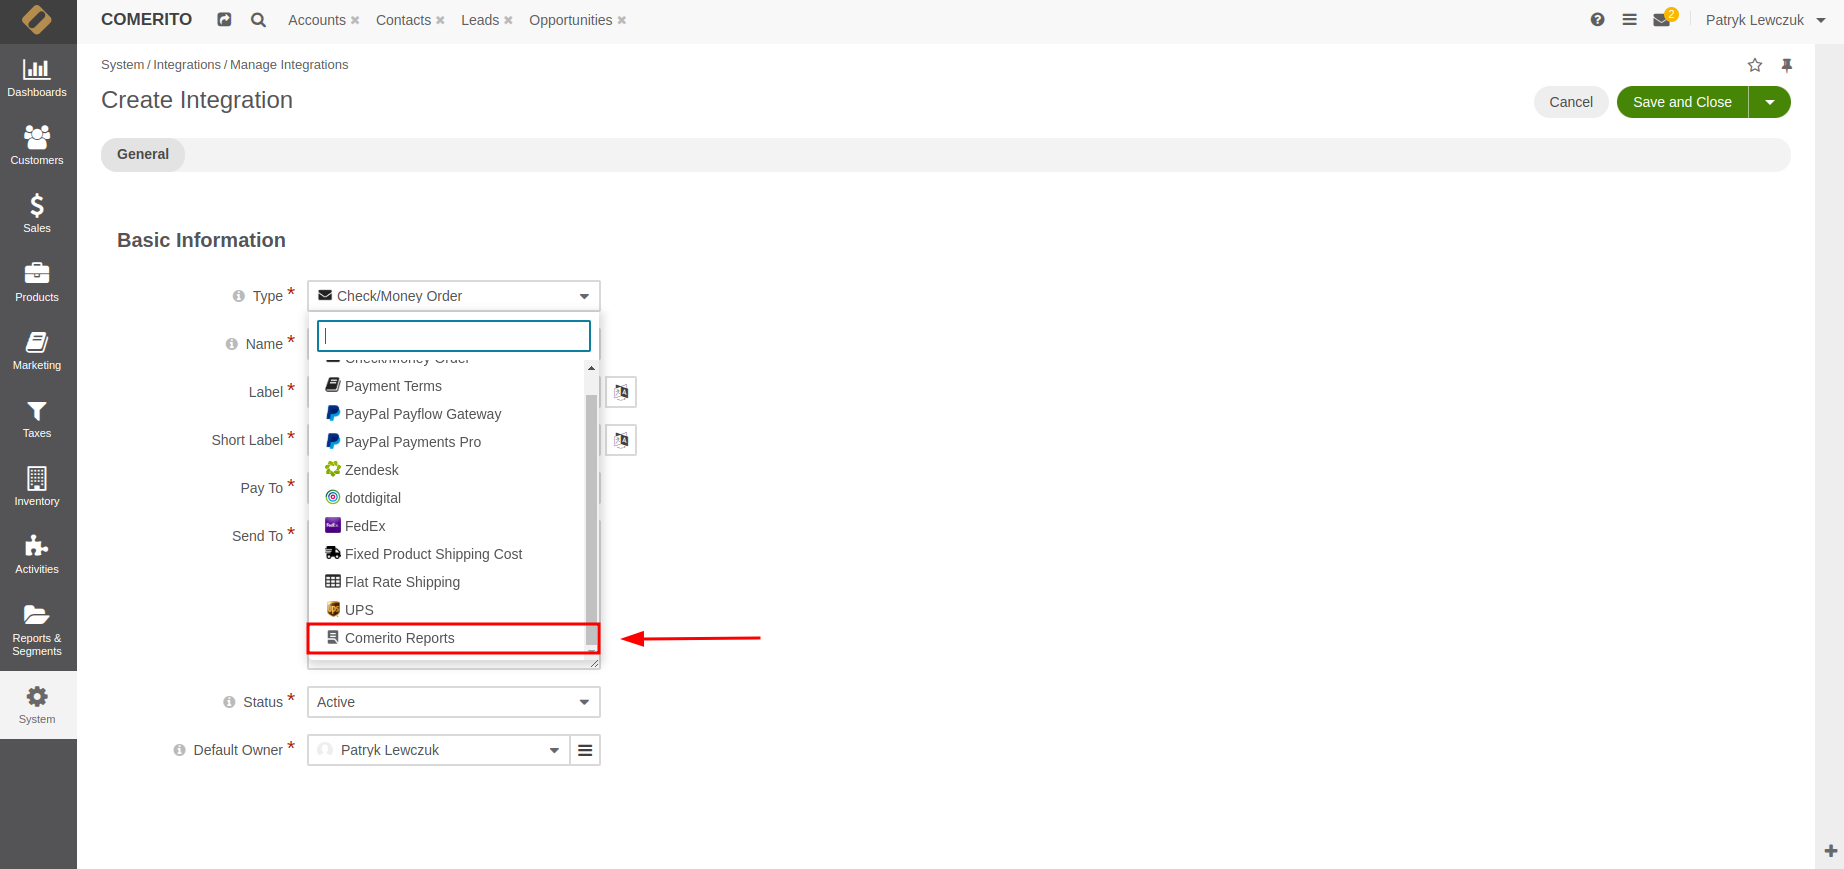 COMERITO
Accounts Contacts Leads Opportunities
2
Patryk Lewczuk
Dashboards
Customers
Sales
Products
Marketing
Taxes
Inventory
Activities
Reports &
Segments
System
System / Integrations / Manage Integrations
Create Integration
Cancel
Save and Close
General
Basic Information
Type *
Check/Money Order
Name *
Check/Money Order
Label *
Payment Terms
PayPal Payflow Gateway
Short Label *
PayPal Payments Pro
Zendesk
Pay To *
dotdigital
FedEx
Send To *
Fixed Product Shipping Cost
Flat Rate Shipping
UPS
Comerito Reports
Status *
Active
Default Owner *
Patryk Lewczuk